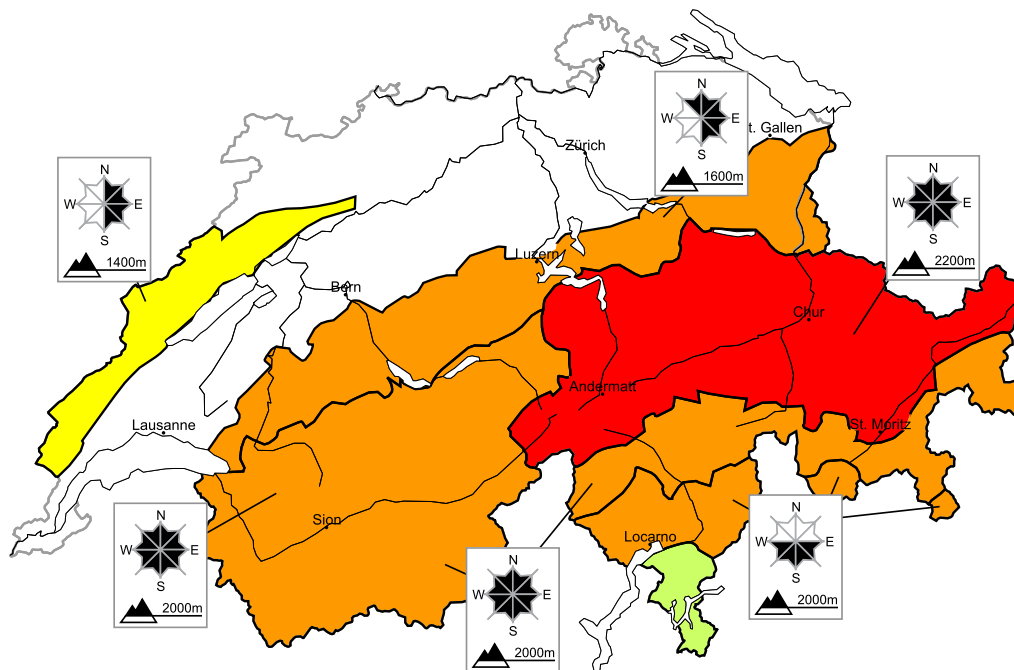 N
W E
S
1600m
t. Gallen
Zürich
N
W E
S
1400m
N
W E
S
2200m
Luzern
Bern
Chur
Andermatt
St. Moritz
Lausanne
Sion
Locarno
N
W E
S
2000m
N
W E
S
2000m
N
W E
S
2000m